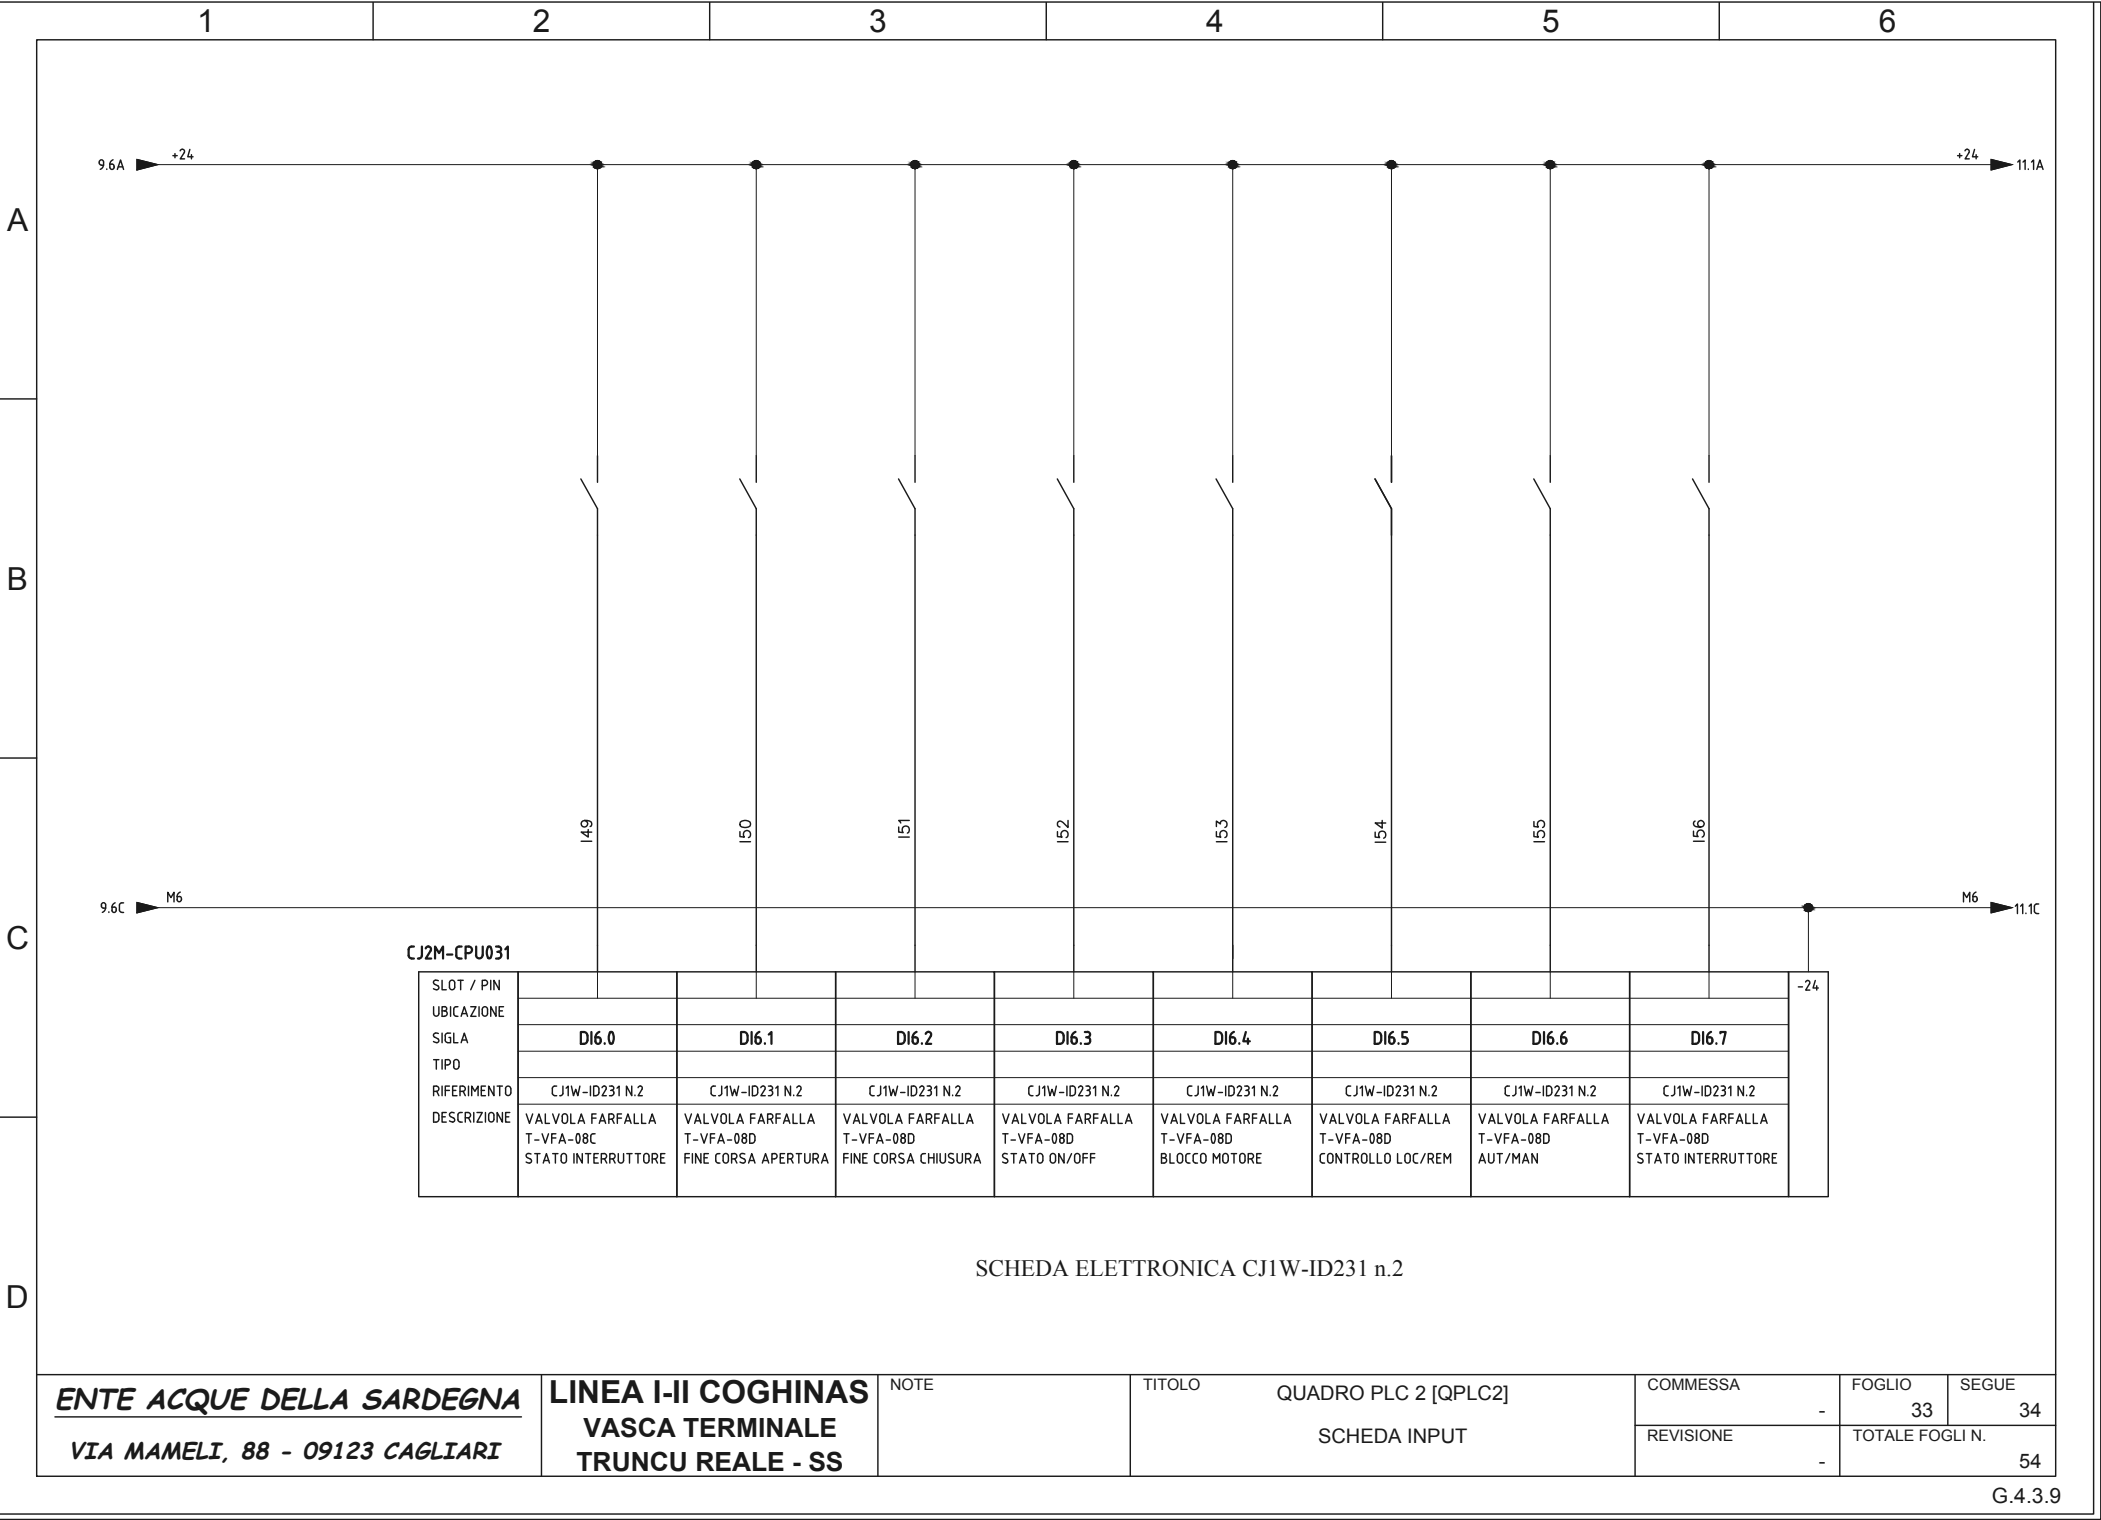 1 2 3 4 5 6
A
B
C
D
9.6A +24 +24 11.1A
I49 I50 I51 I52 I53 I54 I55 I56
9.6C M6 M6 11.1C
CJ2M-CPU031
SLOT / PIN -24
UBICAZIONE
SIGLA DI6.0 DI6.1 DI6.2 DI6.3 DI6.4 DI6.5 DI6.6 DI6.7
TIPO
RIFERIMENTO CJ1W-ID231 N.2 CJ1W-ID231 N.2 CJ1W-ID231 N.2 CJ1W-ID231 N.2 CJ1W-ID231 N.2 CJ1W-ID231 N.2 CJ1W-ID231 N.2 CJ1W-ID231 N.2
DESCRIZIONE VALVOLA FARFALLA VALVOLA FARFALLA VALVOLA FARFALLA VALVOLA FARFALLA VALVOLA FARFALLA VALVOLA FARFALLA VALVOLA FARFALLA VALVOLA FARFALLA
T-VFA-08C T-VFA-08D T-VFA-08D T-VFA-08D T-VFA-08D T-VFA-08D T-VFA-08D T-VFA-08D
STATO INTERRUTTORE FINE CORSA APERTURA FINE CORSA CHIUSURA STATO ON/OFF BLOCCO MOTORE CONTROLLO LOC/REM AUT/MAN STATO INTERRUTTORE
SCHEDA ELETTRONICA CJ1W-ID231 n.2
ENTE ACQUE DELLA SARDEGNA
VIA MAMELI, 88 - 09123 CAGLIARI
LINEA I-II COGHINAS
VASCA TERMINALE
TRUNCU REALE - SS
NOTE
TITOLO
QUADRO PLC 2 [QPLC2]
SCHEDA INPUT
COMMESSA
-
REVISIONE
-
FOGLIO
33
SEGUE
34
TOTALE FOGLI N.
54
G.4.3.9